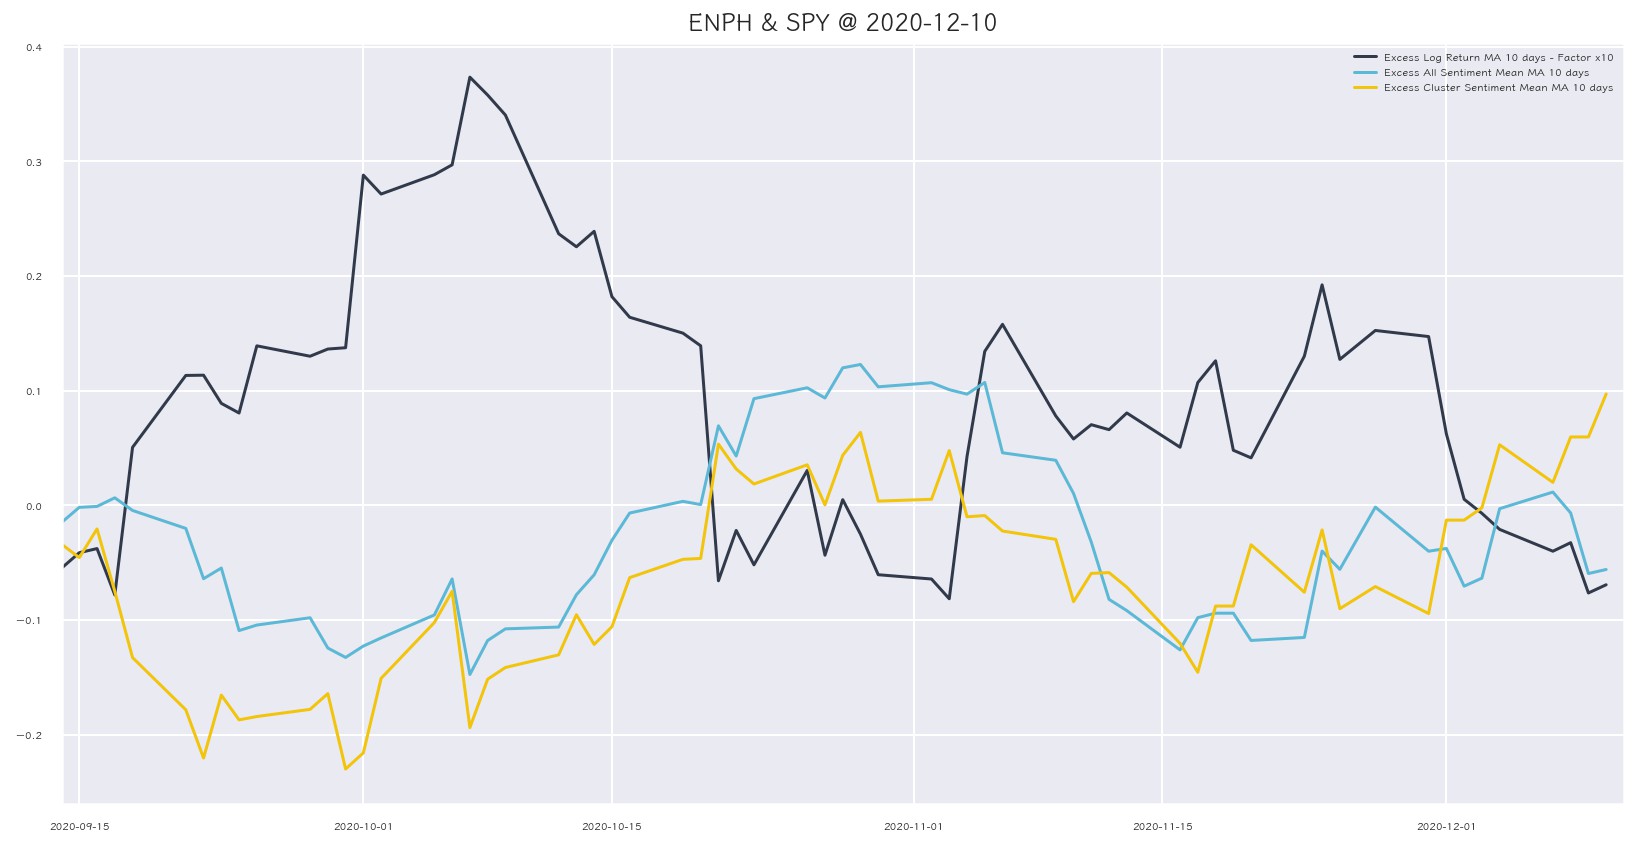 ENPH & SPY @ 2020-12-10
Excess Log Return MA 10 days - Factor x10
Excess All Sentiment Mean MA 10 days
Excess Cluster Sentiment Mean MA 10 days
0.4
0.3
0.2
0.1
0.0
−0.1
−0.2
2020-09-15 2020-10-01 2020-10-15 2020-11-01 2020-11-15 2020-12-01